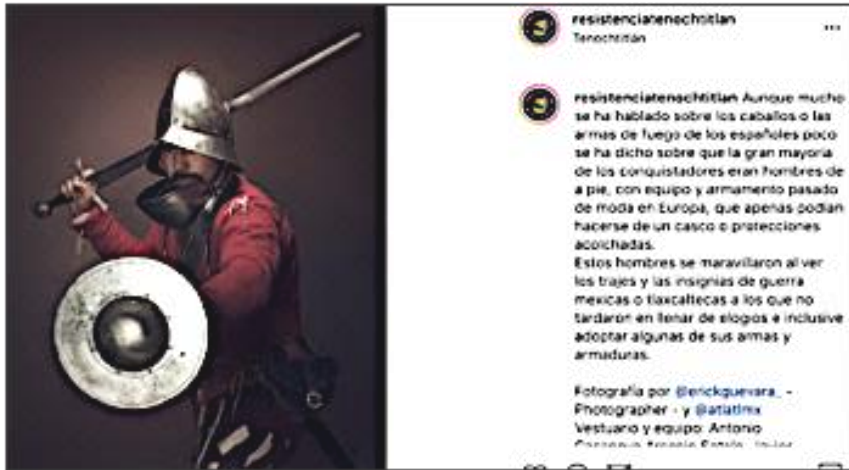 resistenciatenochtitlan
Tenochtitlan
resistenciatenochtitlan Aunque mucho
se ha hablado sobre los caballos o las
armas de fuego de los españoles poco
se ha dicho sobre que la gran mayoria
de los conquistadores eran hombres de
a pie, con equipo y armamento pasado
de moda en Europa, que apenas podian
hacerse de un casco o protecciones
acolchadas.
Estos hombres se maravillaron al ver
los trajes y las insignias de guerra
mexicas o tlaxcaltecas a los que no
tardaron en llenar de elogios e inclusive
adoptar algunas de sus armas y
armaduras.
Fotografia por @erickguevara_ -
Photographer - y @atlatlmx
Vestuario y equipo: Antonio